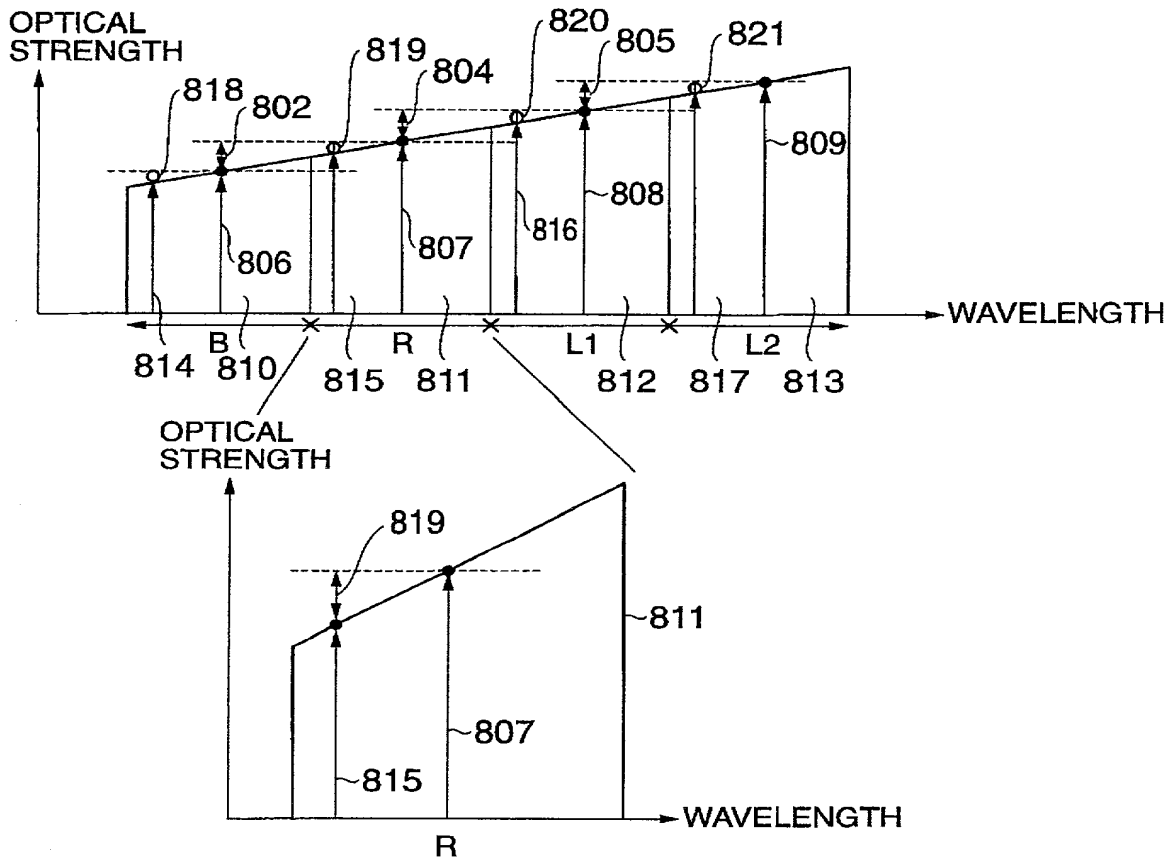 OPTICAL
STRENGTH
818
802
819
804
820
805
821
809
806
807
816
808
WAVELENGTH
B
R
L1
L2
814
810
815
811
812
817
813
OPTICAL
STRENGTH
819
811
807
815
WAVELENGTH
R